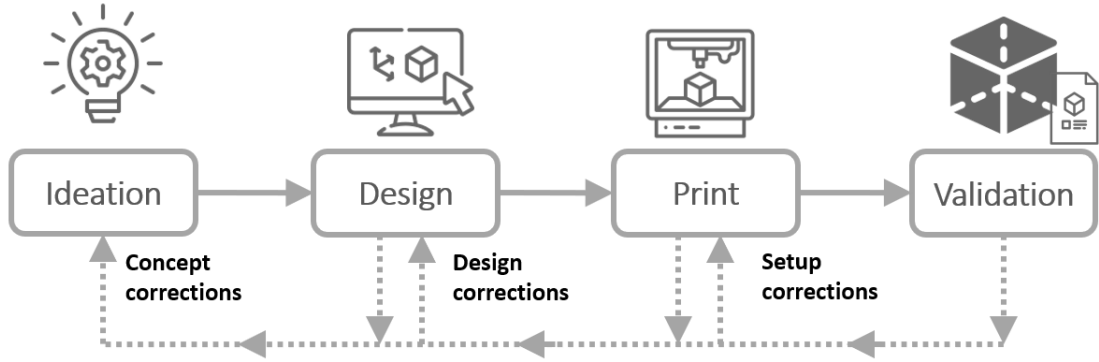 Ideation
Design
Print
Validation
Concept
corrections
Design
corrections
Setup
corrections